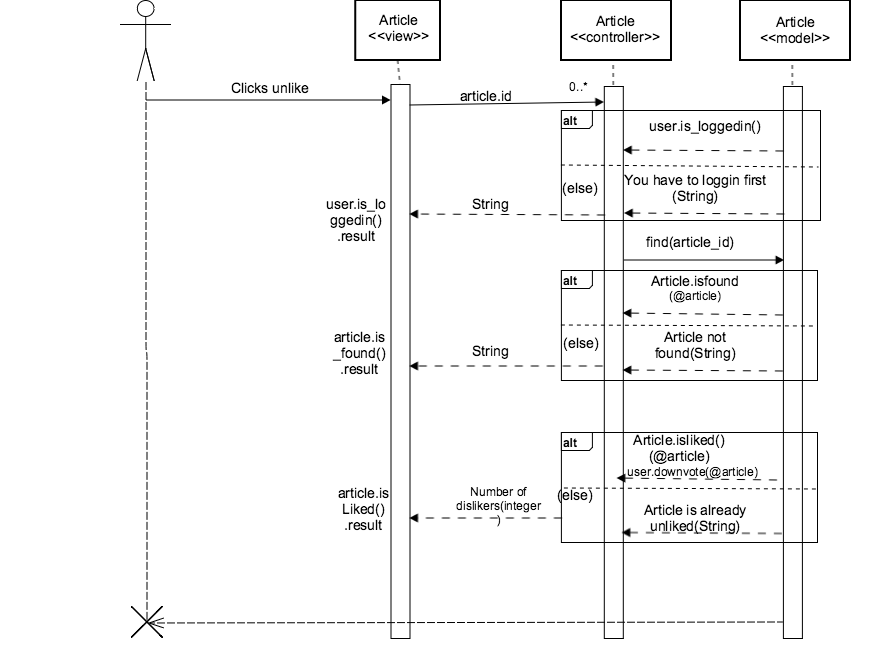 Article
<<view>>
Article
<<controller>>
Article
<<model>>
Clicks unlike
article.id
0..*
alt
user.is_loggedin()
(else)
You have to loggin first
(String)
String
user.is_lo
ggedin()
.result
find(article_id)
alt
Article.isfound
(@article)
(else)
Article not
found(String)
String
article.is
_found()
.result
alt
Article.isliked()
(@article)
user.downvote(@article)
(else)
Article is already
unliked(String)
Number of
dislikers(integer
)
article.is
Liked()
.result